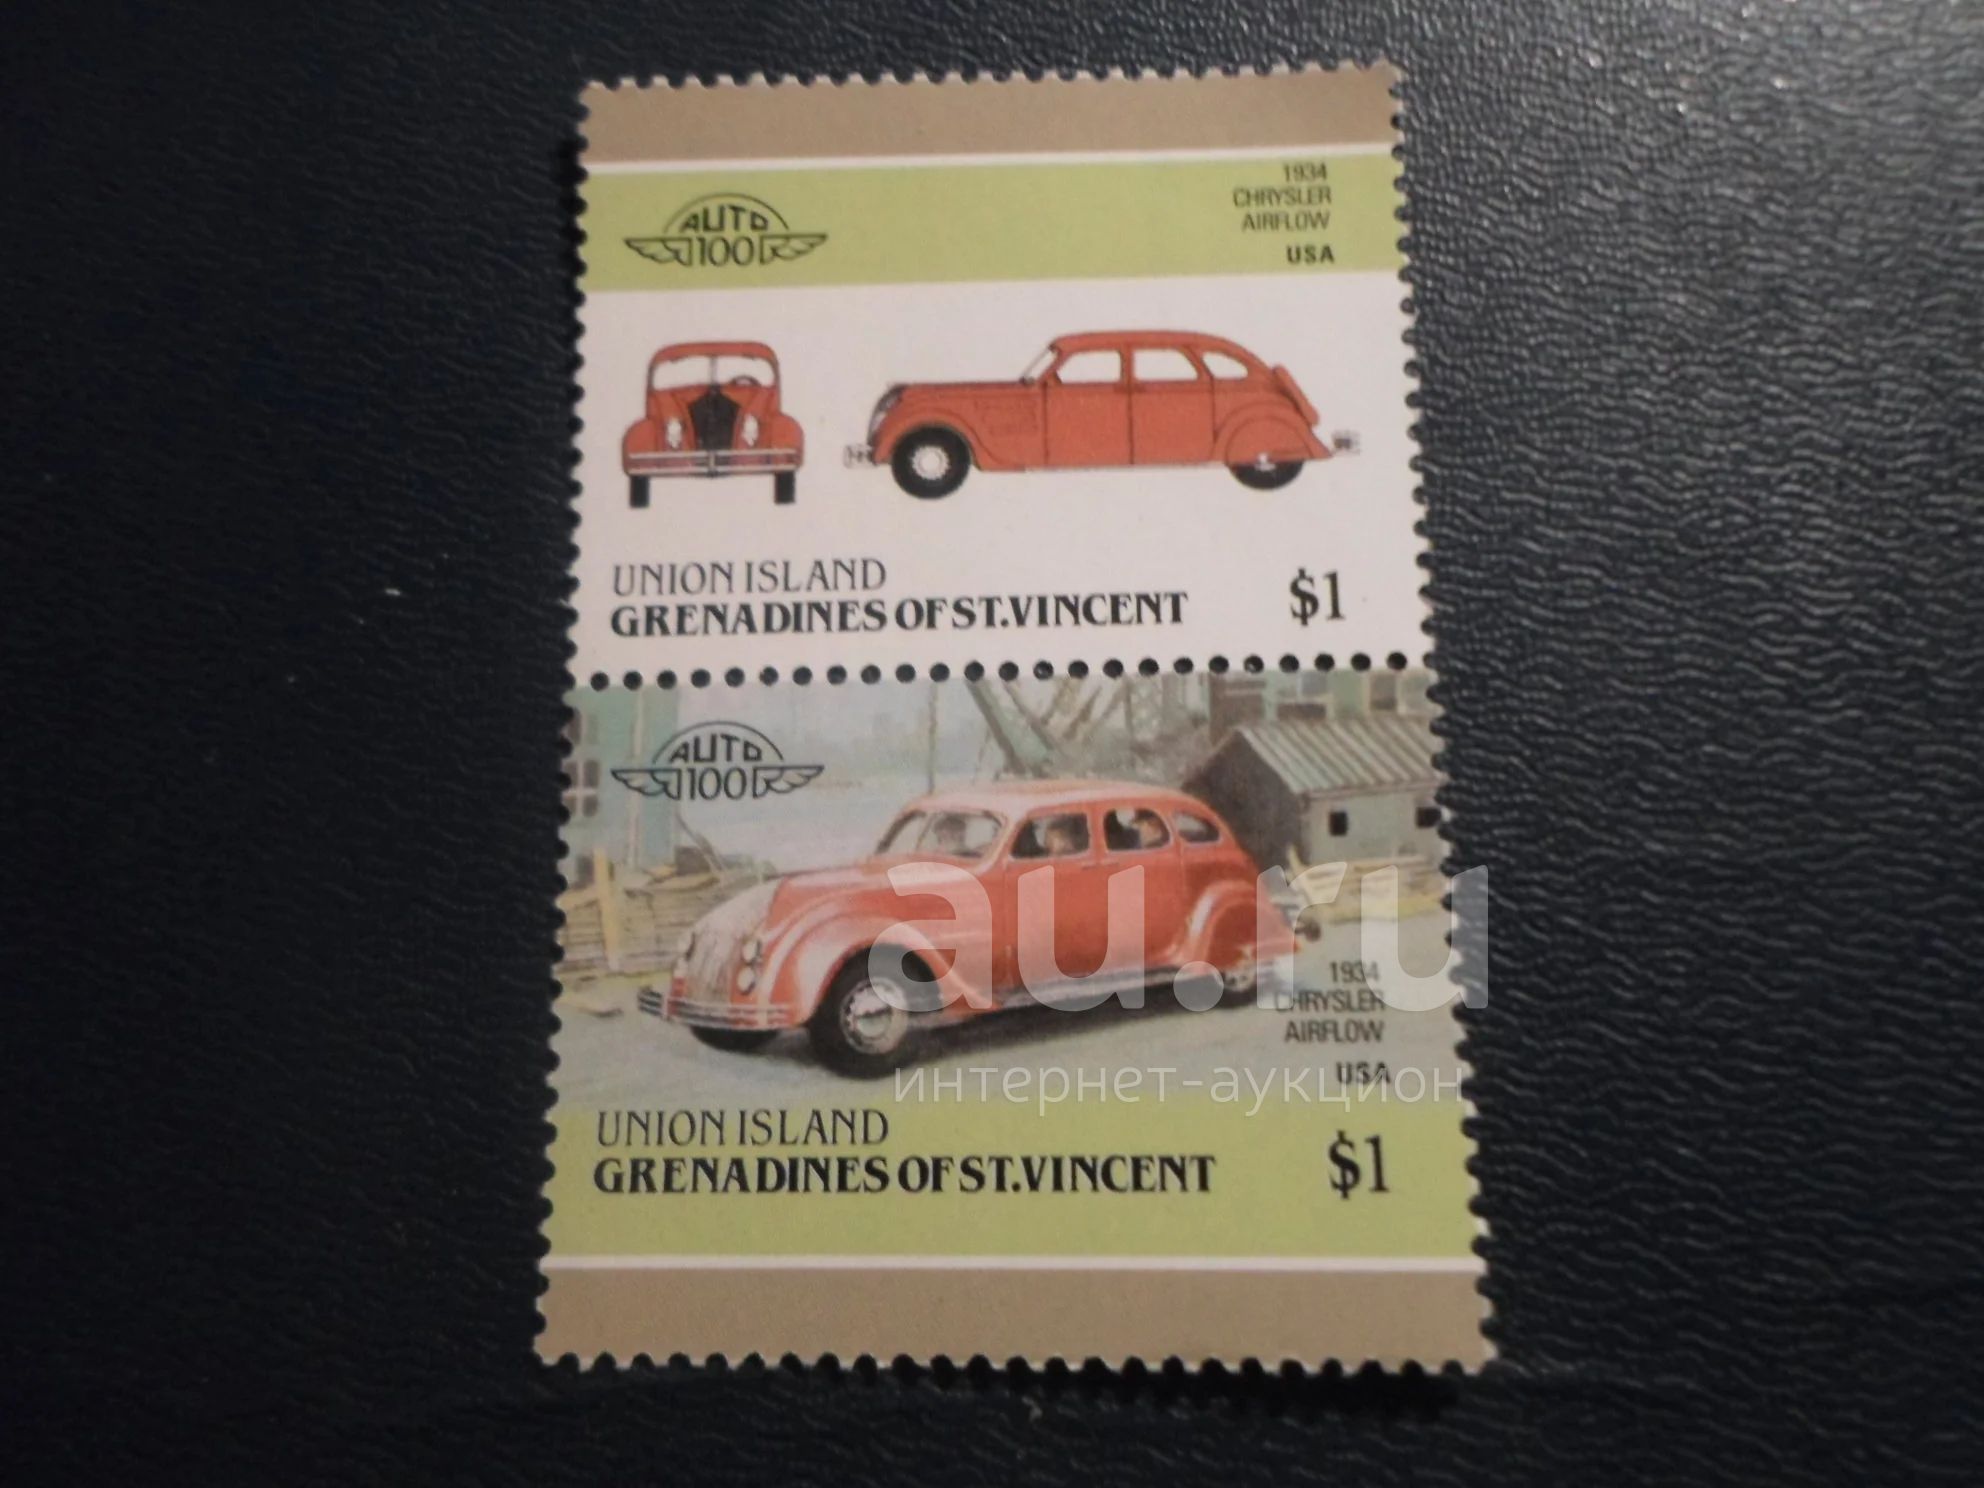 AUTO
100
1934
CHRYSLER
AIRFLOW
USA
UNION ISLAND
GRENADINES OF ST.VINCENT
$1
AUTO
100
au.ru
1934
CHRYSLER
AIRFLOW
USA
интернет-аукцион
UNION ISLAND
GRENADINES OF ST.VINCENT
$1